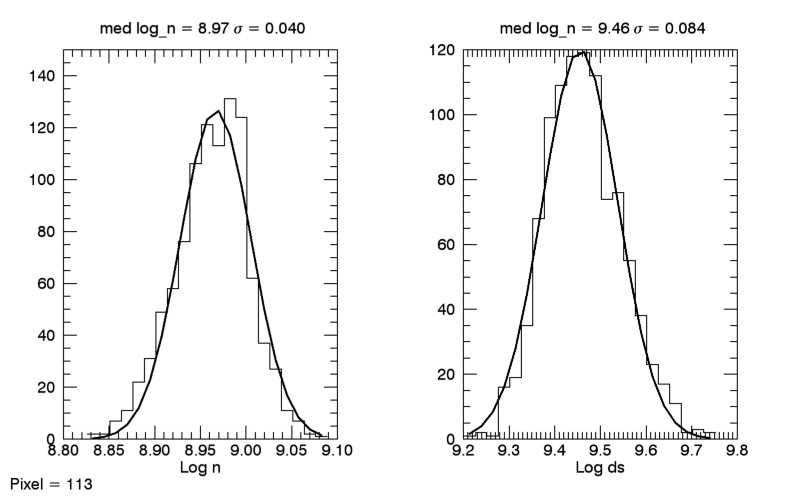 med log_n = 8.97 σ = 0.040
140
120
100
80
60
40
20
0
8.80 8.85 8.90 8.95 9.00 9.05 9.10
Log n
med log_n = 9.46 σ = 0.084
120
100
80
60
40
20
0
9.2 9.3 9.4 9.5 9.6 9.7 9.8
Log ds
Pixel = 113